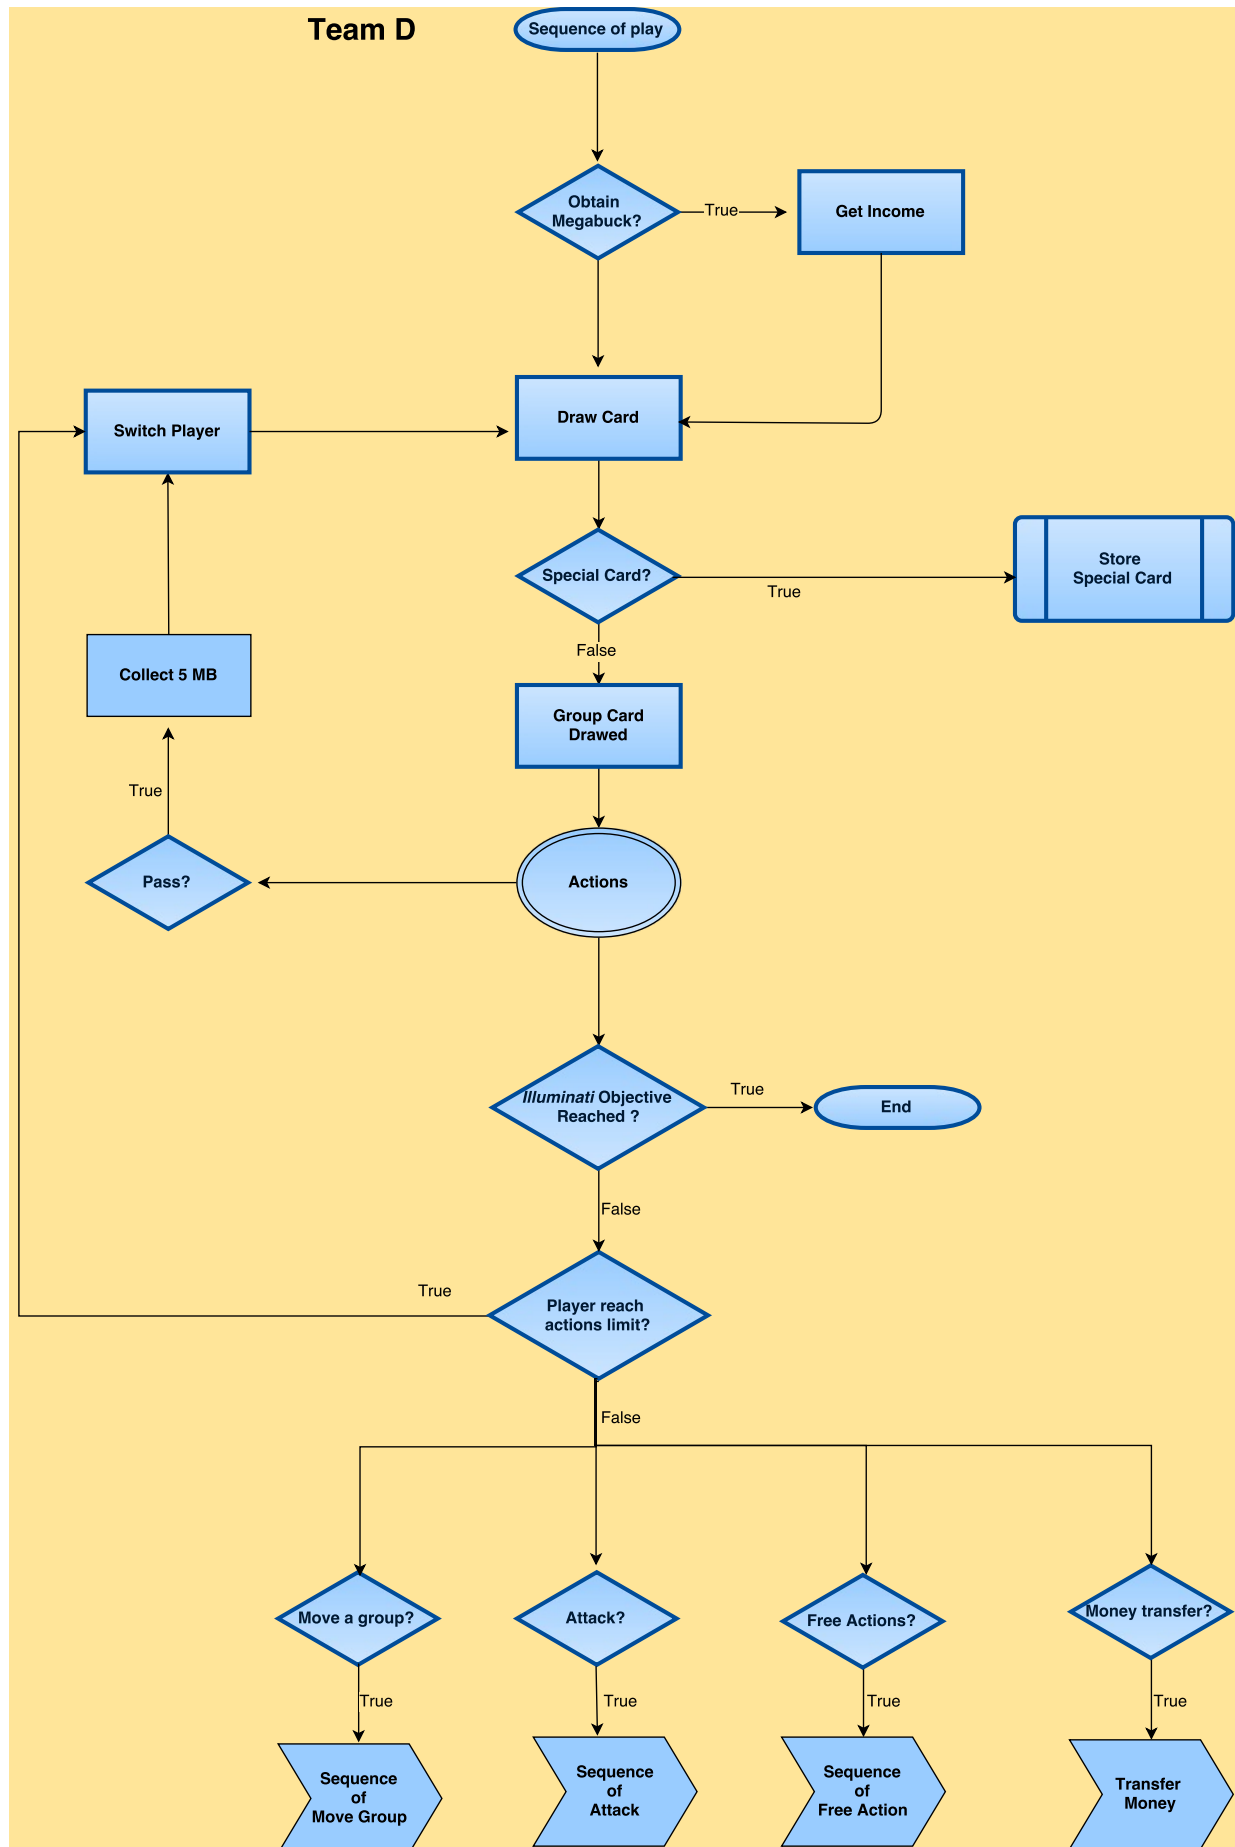 Team D
Sequence of play
Obtain
Megabuck?
True
Get Income
Draw Card
Switch Player
Special Card?
True
Store
Special Card
False
Collect 5 MB
Group Card
Drawed
True
Pass?
Actions
Illuminati Objective
Reached ?
True
End
False
True
Player reach
actions limit?
False
Move a group?
Attack?
Free Actions?
Money transfer?
True
True
True
True
Sequence
of
Move Group
Sequence
of
Attack
Sequence
of
Free Action
Transfer
Money